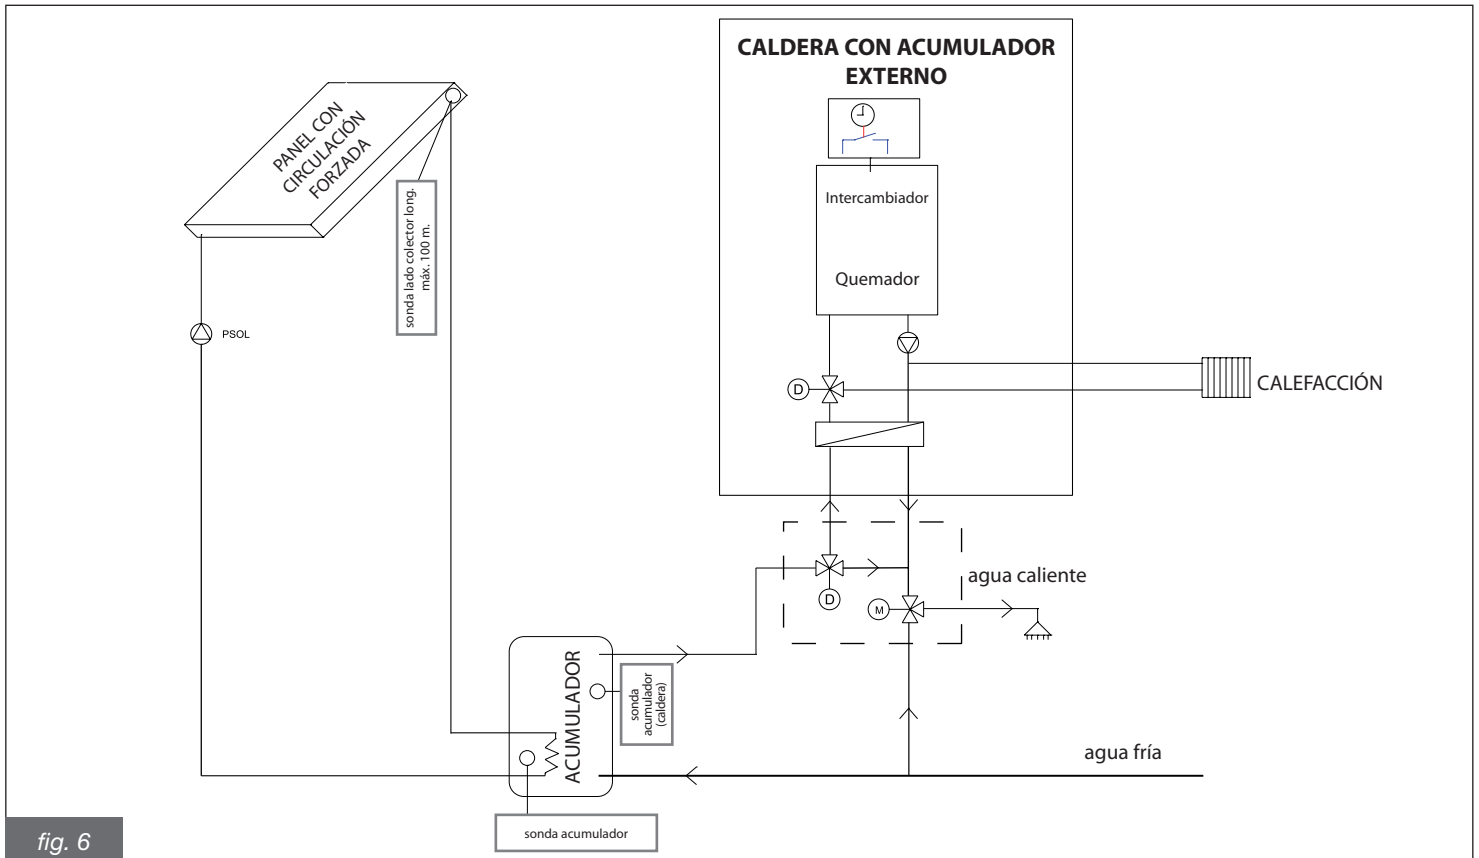 CALDERA CON ACUMULADOR
EXTERNO
PANEL CON
CIRCULACIÓN
FORZADA
sonda lado colector long.
máx. 100 m.
Intercambiador
Quemador
PSOL
D
CALEFACCIÓN
D
M
agua caliente
ACUMULADOR
sonda
acumulador
(caldera)
agua fría
sonda acumulador
fig. 6